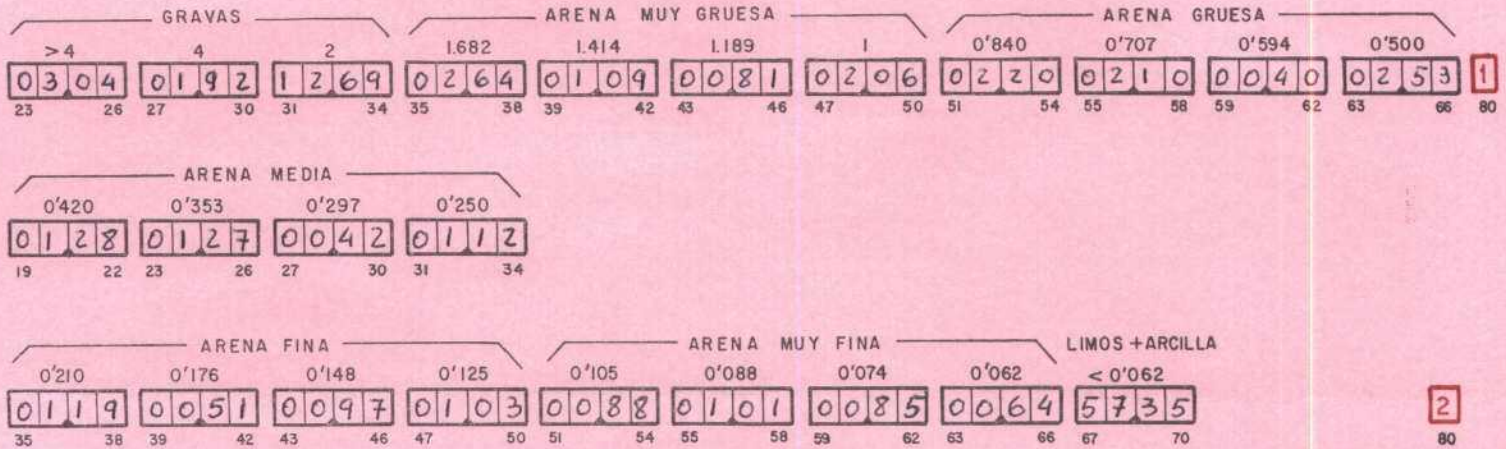 GRAVAS ARENA MUY GRUESA ARENA GRUESA
>4 4 2 1.682 1.414 1.189 1 0'840 0'707 0'594 0'500
0304 0192 1269 0264 0109 0081 0206 0220 0210 0040 0253 1
23 26 27 30 31 34 35 38 39 42 43 46 47 50 51 54 55 58 59 62 63 66 80
ARENA MEDIA
0'420 0'353 0'297 0'250
0128 0127 0042 0112
19 22 23 26 27 30 31 34
ARENA FINA ARENA MUY FINA LIMOS + ARCILLA
0'210 0'176 0'148 0'125 0'105 0'088 0'074 0'062 <0'062
0119 0051 0097 0103 0088 0101 0085 0064 5735 2
35 38 39 42 43 46 47 50 51 54 55 58 59 62 63 66 67 70 80